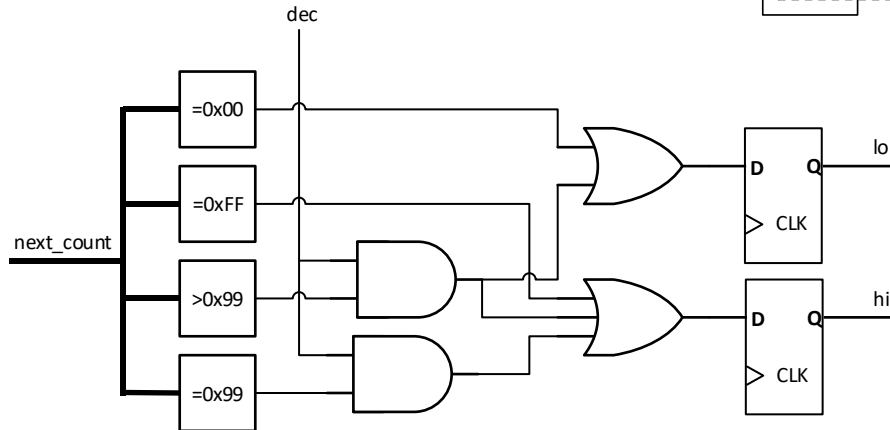 dec
=0x00
=0xFF
next_count
>0x99
=0x99
D Q
CLK
lo
D Q
CLK
hi